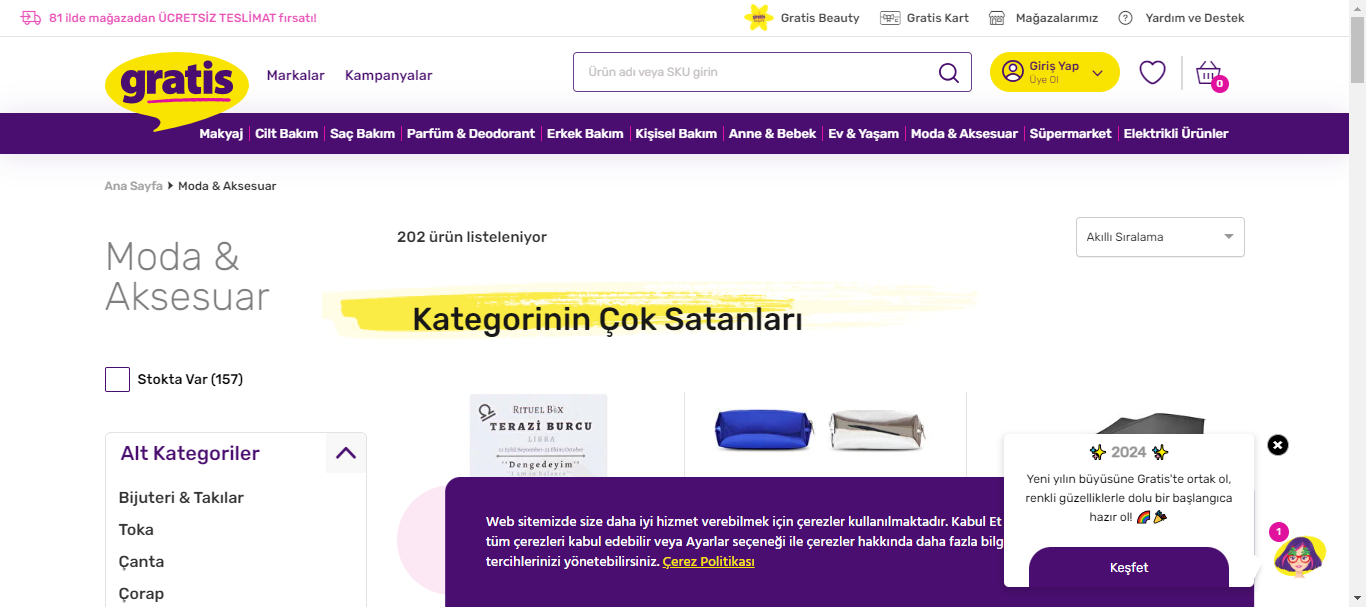 81 ilde mağazadan ÜCRETSİZ TESLİMAT fırsatı!
Gratis Beauty
Gratis Kart
Mağazalarımız
Yardım ve Destek
gratis
Markalar
Kampanyalar
Ürün adı veya SKU girin
Giriş Yap
Üye Ol
0
Makyaj
Cilt Bakım
Saç Bakım
Parfüm & Deodorant
Erkek Bakım
Kişisel Bakım
Anne & Bebek
Ev & Yaşam
Moda & Aksesuar
Süpermarket
Elektrikli Ürünler
Ana Sayfa
Moda & Aksesuar
Moda &
Aksesuar
202 ürün listeleniyor
Akıllı Sıralama
Kategorinin Çok Satanları
Stokta Var (157)
Alt Kategoriler
Bijuteri & Takılar
Toka
Çanta
Çorap
RITUEL BOX
TERAZİ BURCU
LIBRA
"Dengedeyim"
Web sitemizde size daha iyi hizmet verebilmek için çerezler kullanılmaktadır. Kabul Et
tüm çerezleri kabul edebilir veya Ayarlar seçeneği ile çerezler hakkında daha fazla bilg
tercihlerinizi yönetebilirsiniz. Çerez Politikası
2024
Yeni yılın büyüsüne Gratis'te ortak ol,
renkli güzelliklerle dolu bir başlangıca
hazır ol!
Keşfet
1